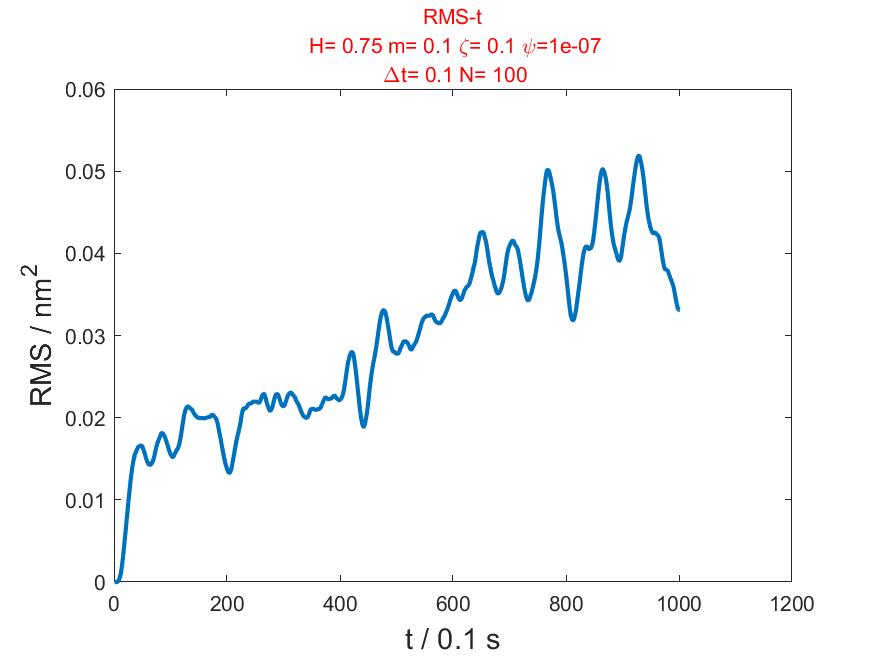 RMS-t
H= 0.75 m= 0.1 ζ= 0.1 ψ=1e-07
Δt= 0.1 N= 100
0.06
0.05
0.04
0.03
0.02
0.01
0
RMS / nm²
0 200 400 600 800 1000 1200
t / 0.1 s